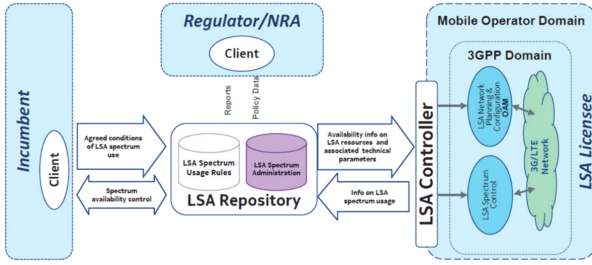 Regulator/NRA
Client
Mobile Operator Domain
3GPP Domain
Reports
Policy Data
Incumbent
Client
Agreed conditions
of LSA spectrum
use
Spectrum
availability control
LSA Spectrum
Usage Rules
LSA Spectrum
Administration
LSA Repository
Availability info on
LSA resources and
associated technical
parameters
Info on LSA
spectrum usage
LSA Controller
LSA Network
Planning &
Configuration
OAM
LSA Spectrum
Control
3G/LTE
Network
LSA Licensee